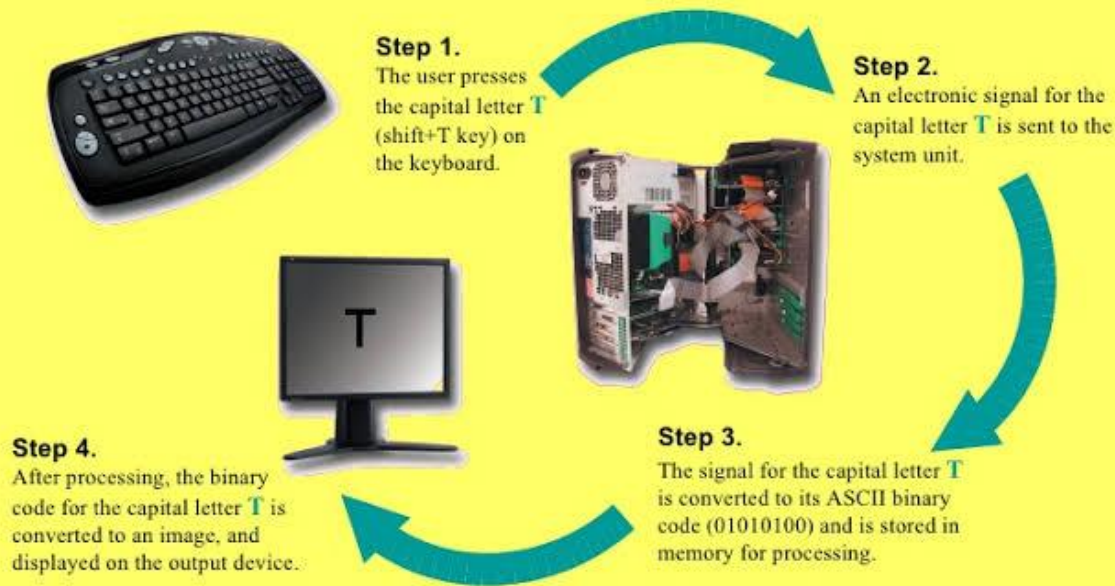 Step 1.
The user presses
the capital letter T
(shift+T key) on
the keyboard.
Step 2.
An electronic signal for the
capital letter T is sent to the
system unit.
Step 3.
The signal for the capital letter T
is converted to its ASCII binary
code (01010100) and is stored in
memory for processing.
T
Step 4.
After processing, the binary
code for the capital letter T is
converted to an image, and
displayed on the output device.